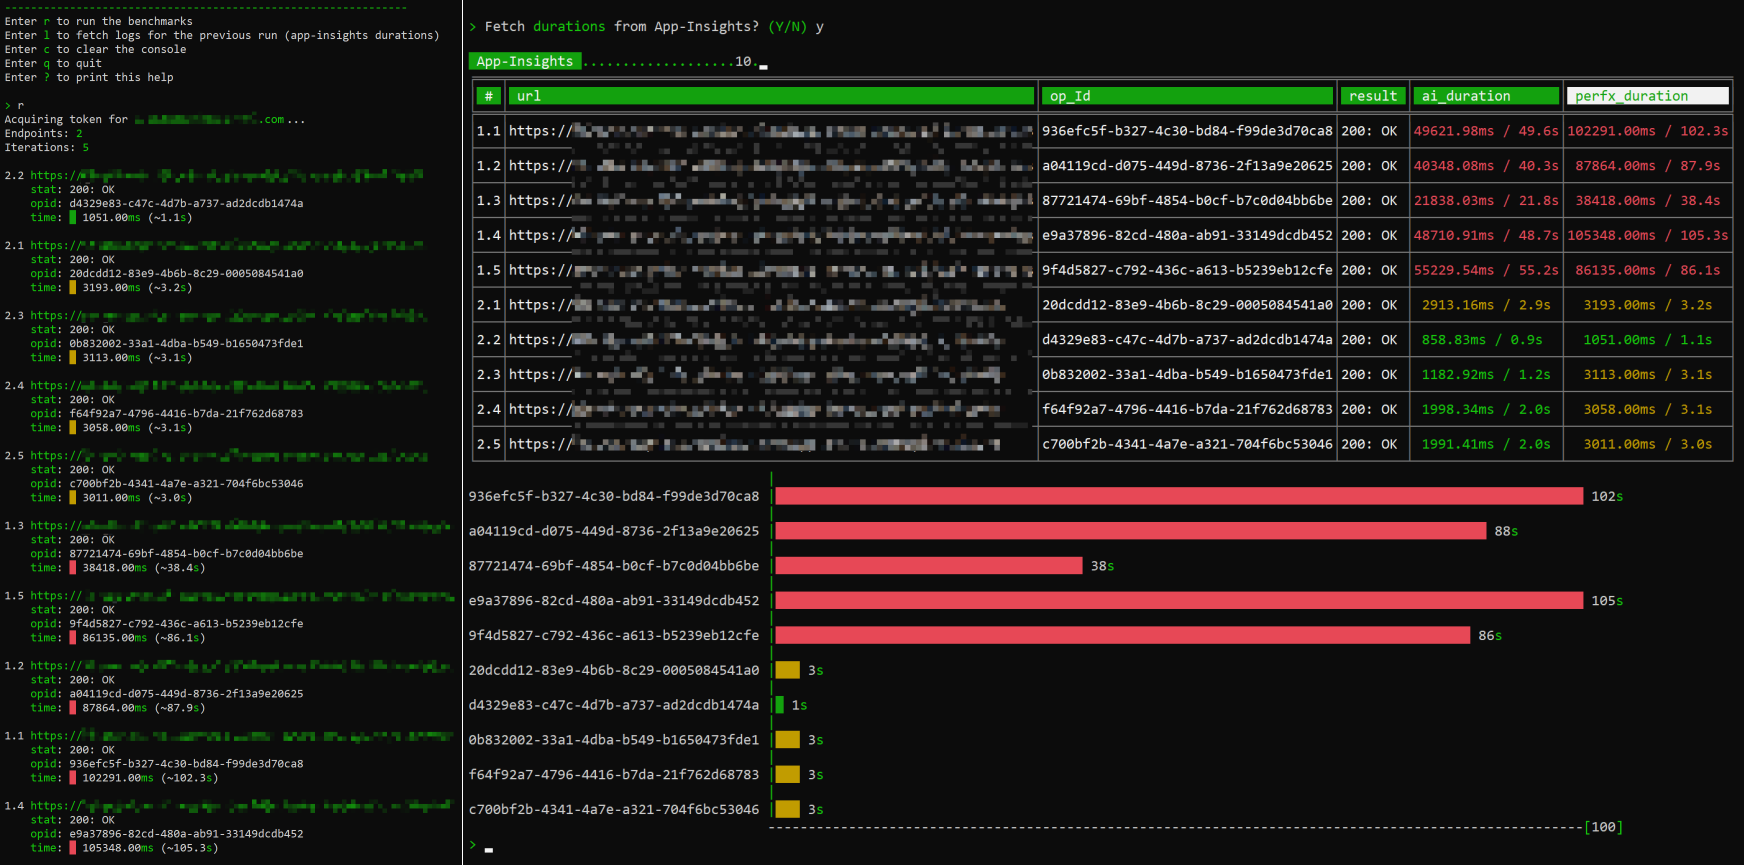 Enter r to run the benchmarks
Enter l to fetch logs for the previous run (app-insights durations)
Enter c to clear the console
Enter q to quit
Enter ? to print this help
> r
Acquiring token for .com...
Endpoints: 2
Iterations: 5
2.2 https://
stat: 200: OK
opid: d4329e83-c47c-4d7b-a737-ad2dcdb1474a
time: 1051.00ms (~1.1s)
2.1 https://
stat: 200: OK
opid: 20dcdd12-83e9-4b6b-8c29-0005084541a0
time: 3193.00ms (~3.2s)
2.3 https://
stat: 200: OK
opid: 0b832002-33a1-4dba-b549-b1650473fde1
time: 3113.00ms (~3.1s)
2.4 https://
stat: 200: OK
opid: f64f92a7-4796-4416-b7da-21f762d68783
time: 3058.00ms (~3.1s)
2.5 https://
stat: 200: OK
opid: c700bf2b-4341-4a7e-a321-704f6bc53046
time: 3011.00ms (~3.0s)
1.3 https://
stat: 200: OK
opid: 87721474-69bf-4854-b0cf-b7c0d04bb6be
time: 38418.00ms (~38.4s)
1.5 https://
stat: 200: OK
opid: 9f4d5827-c792-436c-a613-b5239eb12cfe
time: 86135.00ms (~86.1s)
1.2 https://
stat: 200: OK
opid: a04119cd-d075-449d-8736-2f13a9e20625
time: 87864.00ms (~87.9s)
1.1 https://
stat: 200: OK
opid: 936efc5f-b327-4c30-bd84-f99de3d70ca8
time: 102291.00ms (~102.3s)
1.4 https://
stat: 200: OK
opid: e9a37896-82cd-480a-ab91-33149dcdb452
time: 105348.00ms (~105.3s)
> Fetch durations from App-Insights? (Y/N) y
App-Insights ...................10.
# url op_Id result ai_duration perfx_duration
1.1 https:// 936efc5f-b327-4c30-bd84-f99de3d70ca8 200: OK 49621.98ms / 49.6s 102291.00ms / 102.3s
1.2 https:// a04119cd-d075-449d-8736-2f13a9e20625 200: OK 40348.08ms / 40.3s 87864.00ms / 87.9s
1.3 https:// 87721474-69bf-4854-b0cf-b7c0d04bb6be 200: OK 21838.03ms / 21.8s 38418.00ms / 38.4s
1.4 https:// e9a37896-82cd-480a-ab91-33149dcdb452 200: OK 48710.91ms / 48.7s 105348.00ms / 105.3s
1.5 https:// 9f4d5827-c792-436c-a613-b5239eb12cfe 200: OK 55229.54ms / 55.2s 86135.00ms / 86.1s
2.1 https:// 20dcdd12-83e9-4b6b-8c29-0005084541a0 200: OK 2913.16ms / 2.9s 3193.00ms / 3.2s
2.2 https:// d4329e83-c47c-4d7b-a737-ad2dcdb1474a 200: OK 858.83ms / 0.9s 1051.00ms / 1.1s
2.3 https:// 0b832002-33a1-4dba-b549-b1650473fde1 200: OK 1182.92ms / 1.2s 3113.00ms / 3.1s
2.4 https:// f64f92a7-4796-4416-b7da-21f762d68783 200: OK 1998.34ms / 2.0s 3058.00ms / 3.1s
2.5 https:// c700bf2b-4341-4a7e-a321-704f6bc53046 200: OK 1991.41ms / 2.0s 3011.00ms / 3.0s
936efc5f-b327-4c30-bd84-f99de3d70ca8 102s
a04119cd-d075-449d-8736-2f13a9e20625 88s
87721474-69bf-4854-b0cf-b7c0d04bb6be 38s
e9a37896-82cd-480a-ab91-33149dcdb452 105s
9f4d5827-c792-436c-a613-b5239eb12cfe 86s
20dcdd12-83e9-4b6b-8c29-0005084541a0 3s
d4329e83-c47c-4d7b-a737-ad2dcdb1474a 1s
0b832002-33a1-4dba-b549-b1650473fde1 3s
f64f92a7-4796-4416-b7da-21f762d68783 3s
c700bf2b-4341-4a7e-a321-704f6bc53046 3s
[100]
>